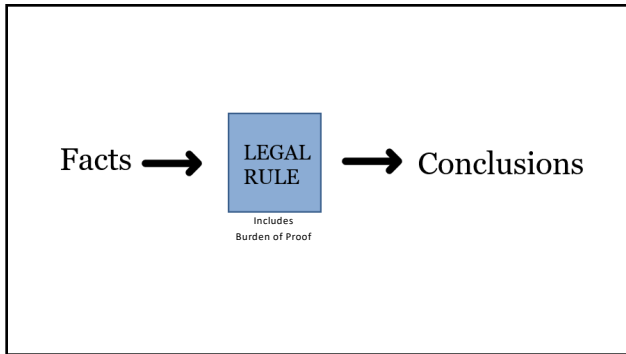 Facts
LEGAL
RULE
Includes
Burden of Proof
Conclusions